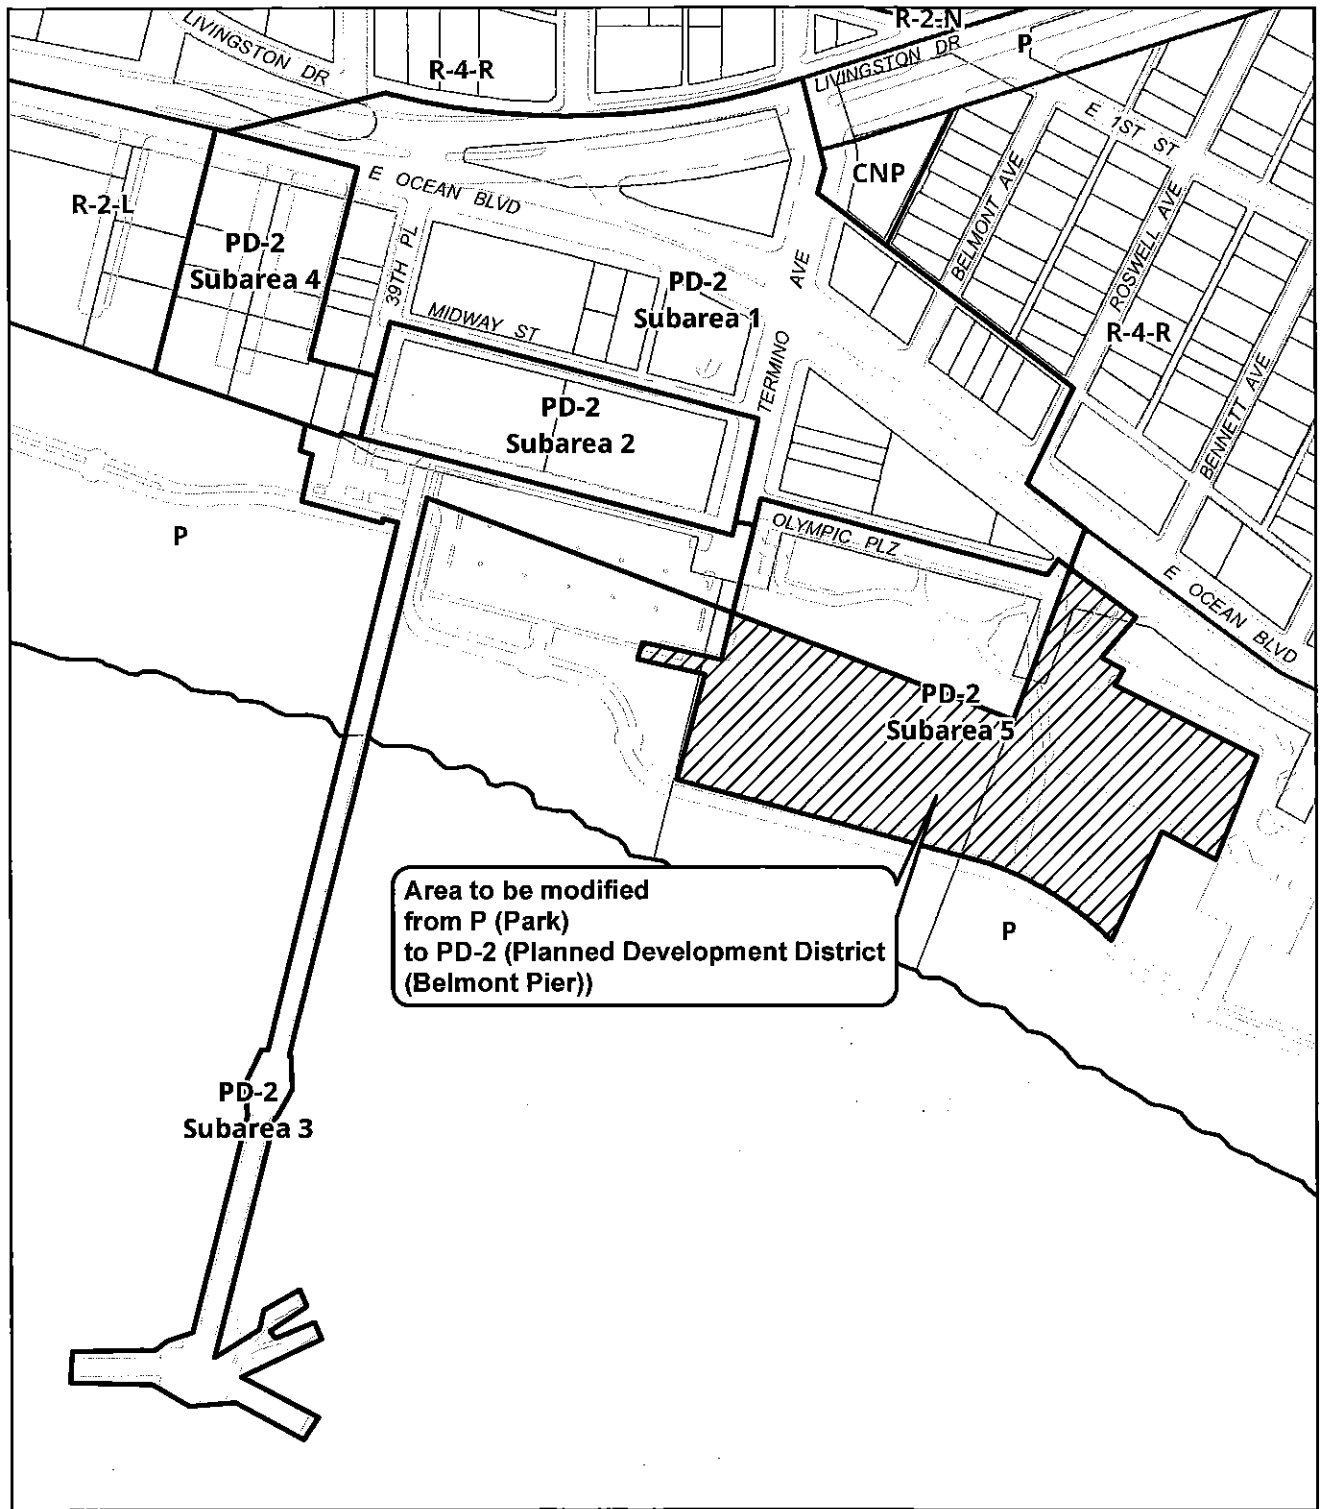 R-2-N
LIVINGSTON DR
R-4-R
LIVINGSTON DR
P
E 1ST ST
CNP
R-2-L
E OCEAN BLVD
BELMONT AVE
ROSWELL AVE
PD-2
Subarea 4
39TH PL
PD-2
Subarea 1
TERMINO AVE
MIDWAY ST
R-4-R
BENNETT AVE
PD-2
Subarea 2
P
OLYMPIC PLZ
E OCEAN BLVD
PD-2
Subarea 5
Area to be modified
from P (Park)
to PD-2 (Planned Development District
(Belmont Pier))
P
PD-2
Subarea 3